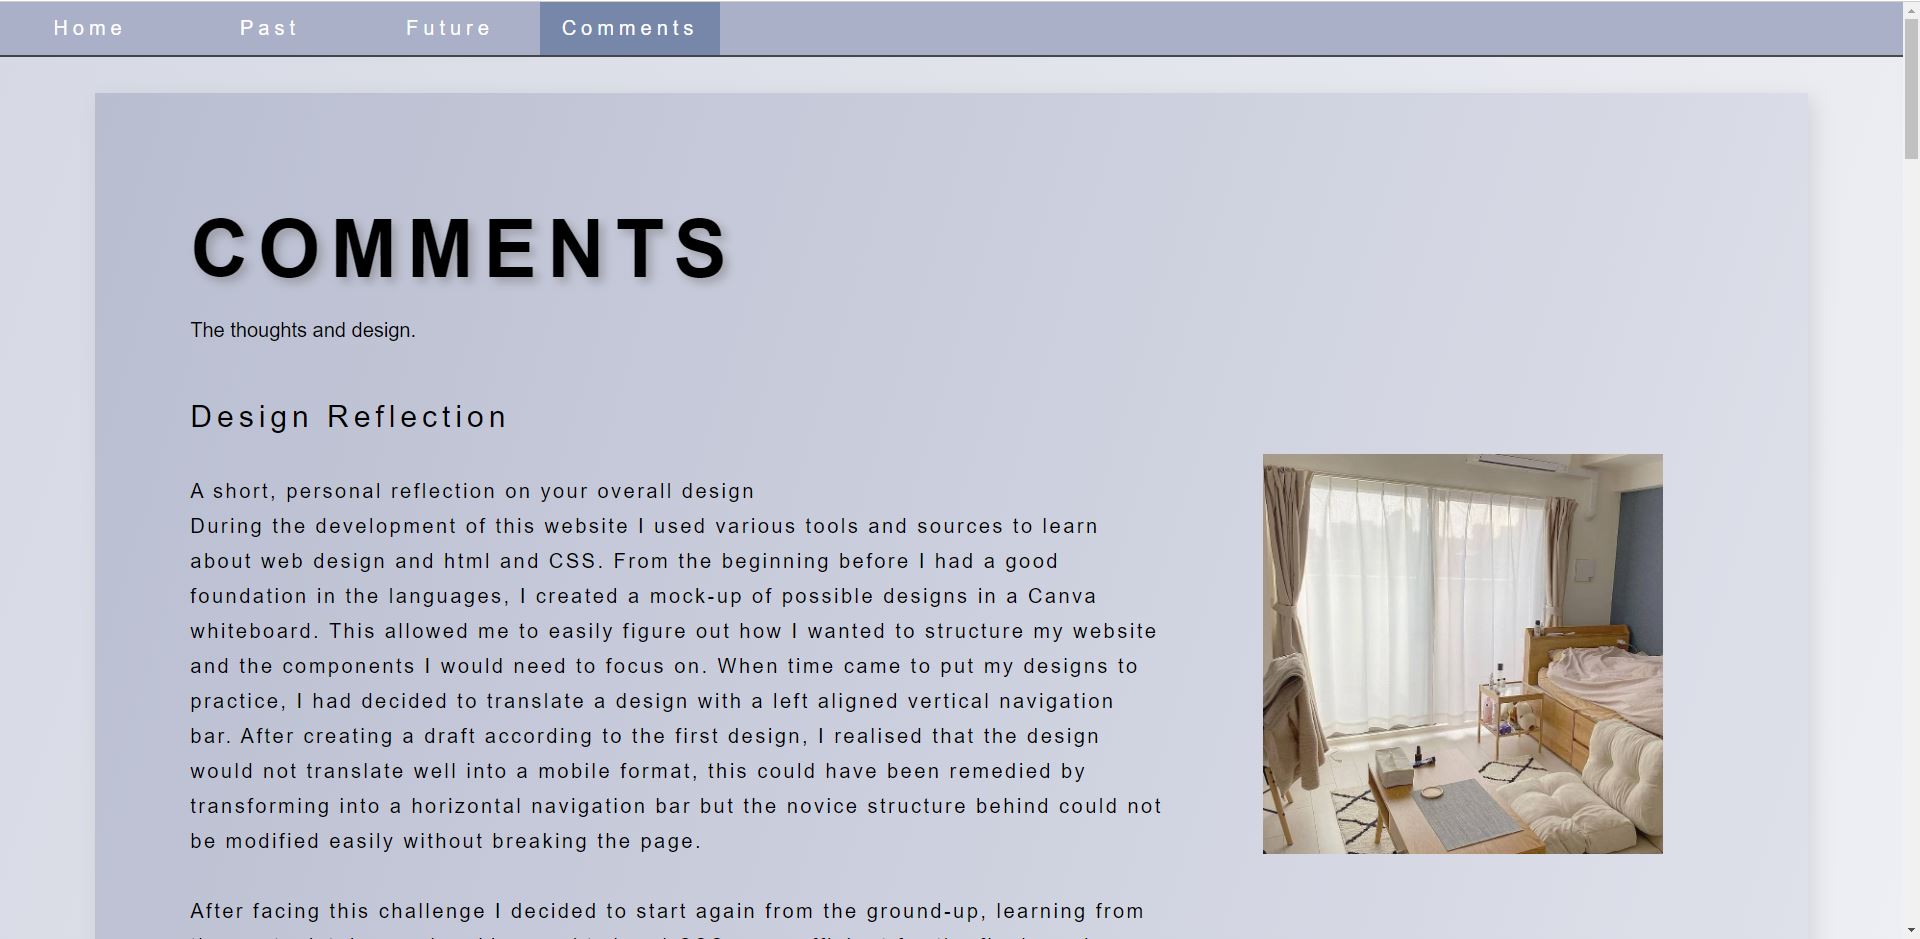 Home Past Future Comments
COMMENTS
The thoughts and design.
Design Reflection
A short, personal reflection on your overall design
During the development of this website I used various tools and sources to learn
about web design and html and CSS. From the beginning before I had a good
foundation in the languages, I created a mock-up of possible designs in a Canva
whiteboard. This allowed me to easily figure out how I wanted to structure my website
and the components I would need to focus on. When time came to put my designs to
practice, I had decided to translate a design with a left aligned vertical navigation
bar. After creating a draft according to the first design, I realised that the design
would not translate well into a mobile format, this could have been remedied by
transforming into a horizontal navigation bar but the novice structure behind could not
be modified easily without breaking the page.
After facing this challenge I decided to start again from the ground-up, learning from